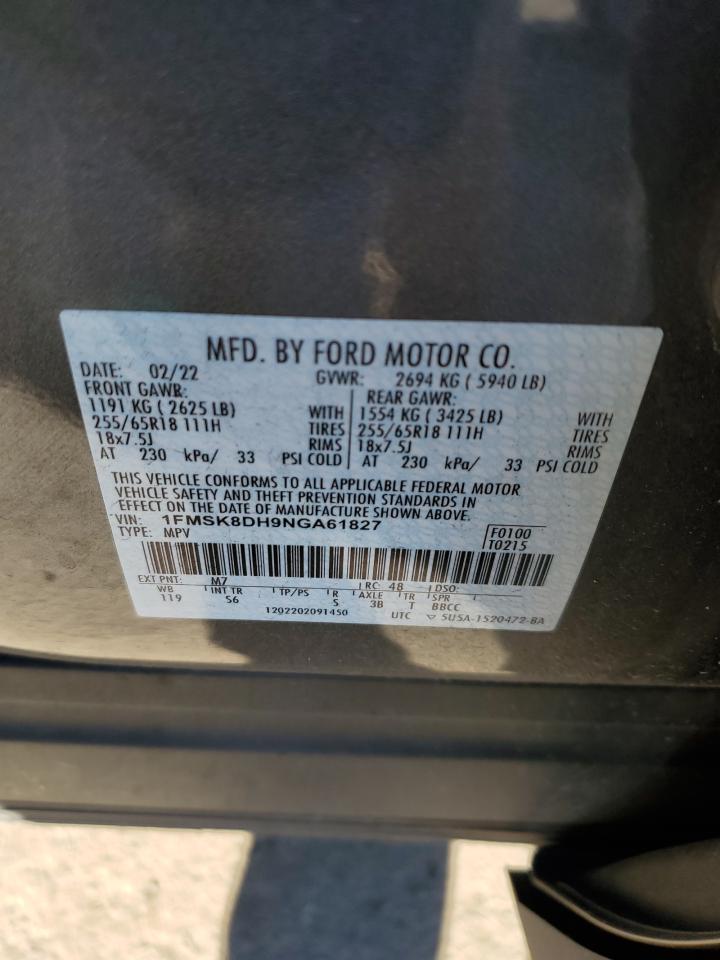 MFD. BY FORD MOTOR CO.
DATE: 02/22 GVWR: 2694 KG ( 5940 LB)
FRONT GAWR: REAR GAWR:
1191 KG ( 2625 LB) WITH 1554 KG ( 3425 LB) WITH
255/65R18 111H TIRES 255/65R18 111H TIRES
18x7.5J RIMS 18x7.5J RIMS
AT 230 kPa/ 33 PSI COLD AT 230 kPa/ 33 PSI COLD
THIS VEHICLE CONFORMS TO ALL APPLICABLE FEDERAL MOTOR
VEHICLE SAFETY AND THEFT PREVENTION STANDARDS IN
EFFECT ON THE DATE OF MANUFACTURE SHOWN ABOVE.
VIN: 1FMSK8DH9NGA61827 F0100
TYPE: MPV T0215
EXT PNT: M7 RC: 48 DSO:
WB INT TR TP/PS R AXLE TR SPR
119 S6 5 3B T BBCC
1202202091450 UTC ▽ 5U5A-1520472-BA